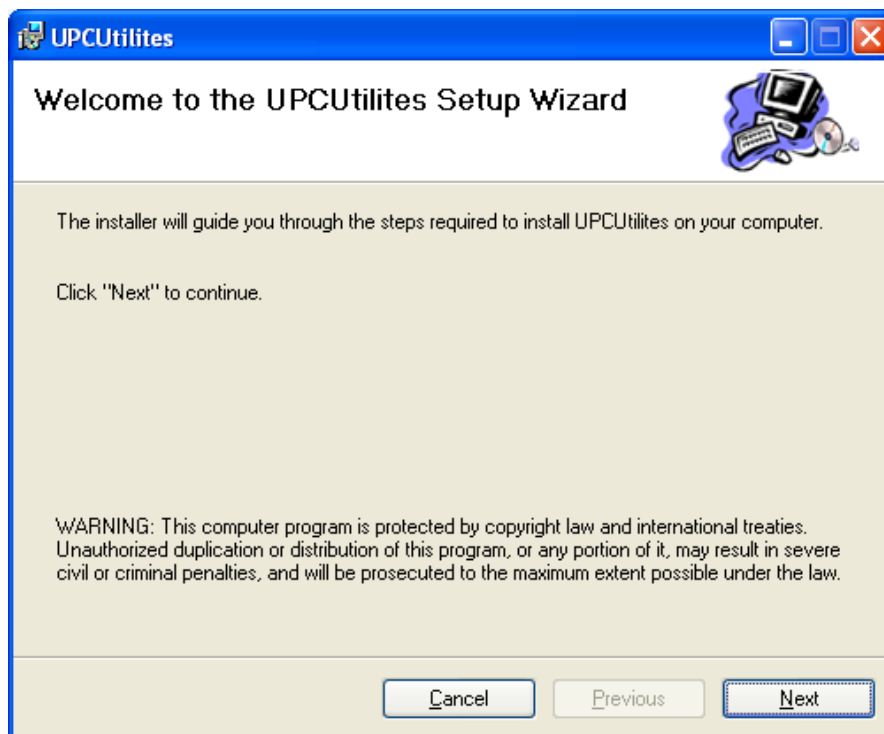 UPCUtilites
Welcome to the UPCUtilites Setup Wizard
The installer will guide you through the steps required to install UPCUtilites on your computer.
Click "Next" to continue.
WARNING: This computer program is protected by copyright law and international treaties.
Unauthorized duplication or distribution of this program, or any portion of it, may result in severe
civil or criminal penalties, and will be prosecuted to the maximum extent possible under the law.
Cancel Previous Next